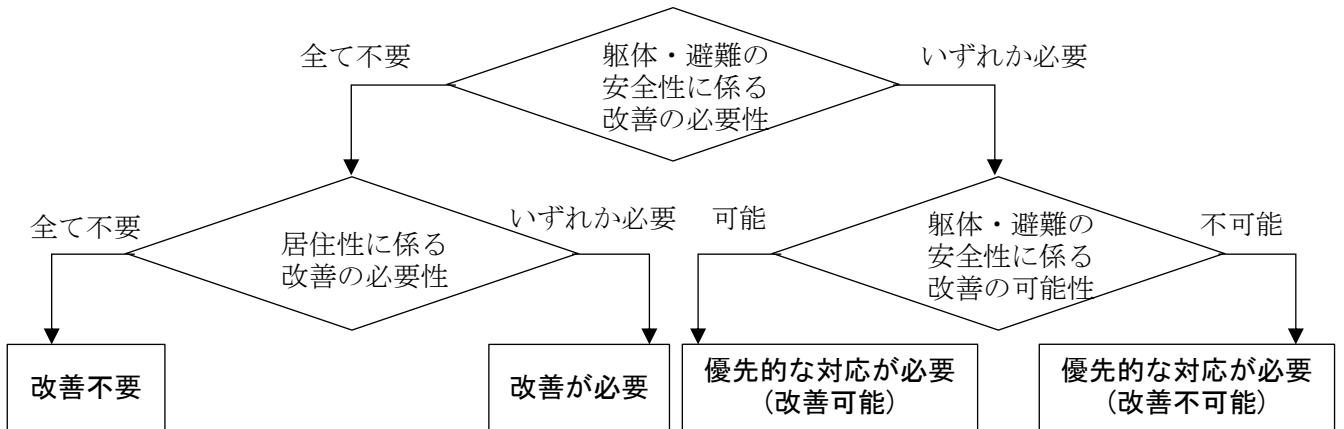 全て不要
躯体・避難の
安全性に係る
改善の必要性
いずれか必要
全て不要
居住性に係る
改善の必要性
いずれか必要
可能
躯体・避難の
安全性に係る
改善の可能性
不可能
改善不要
改善が必要
優先的な対応が必要
(改善可能)
優先的な対応が必要
(改善不可能)